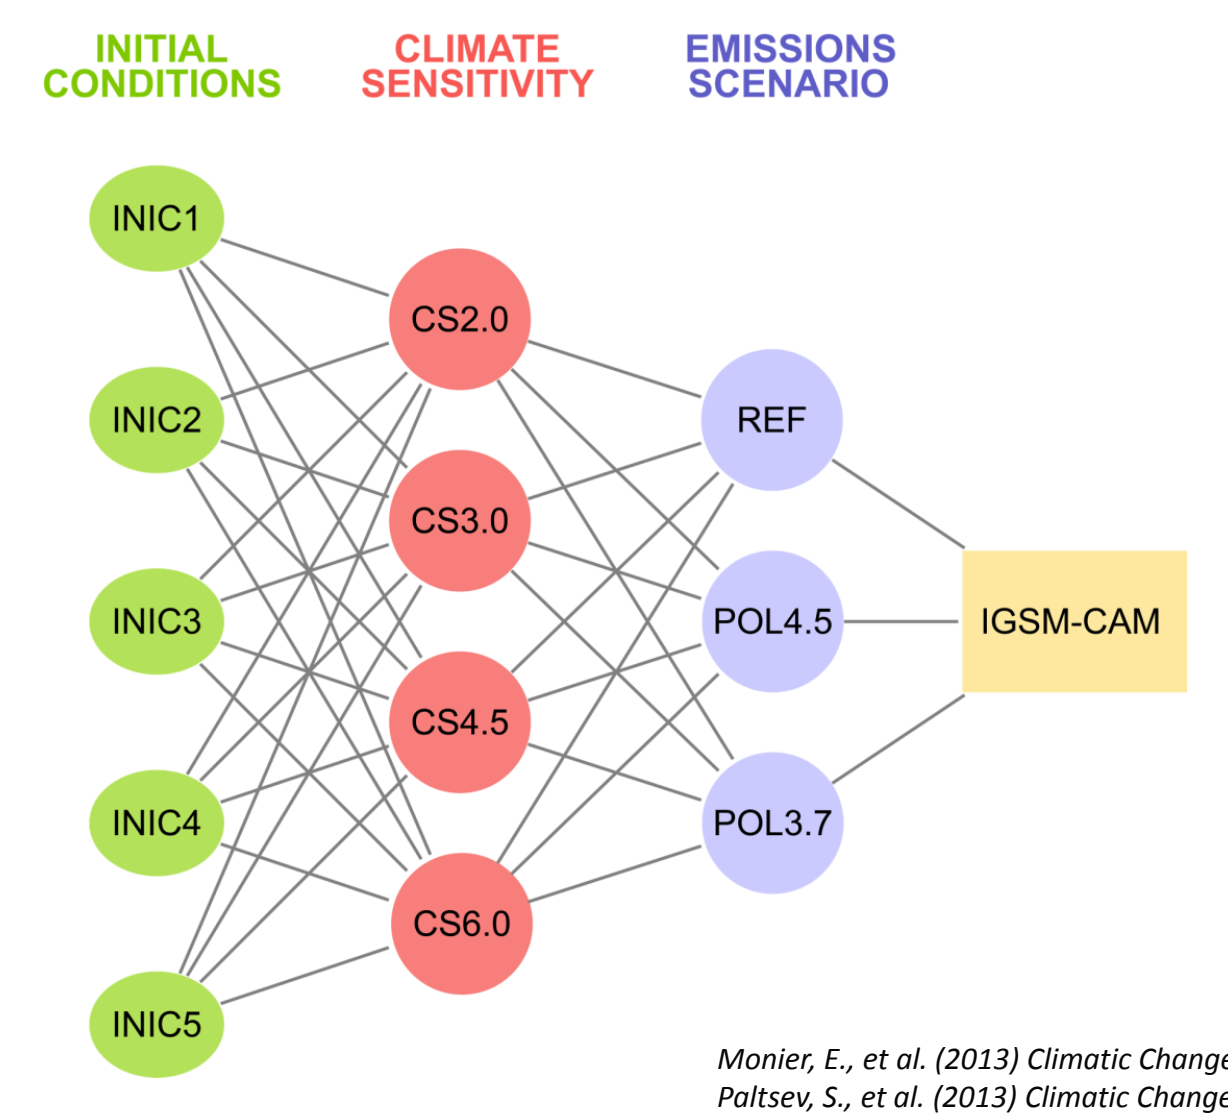 INITIAL
CONDITIONS
CLIMATE
SENSITIVITY
EMISSIONS
SCENARIO
INIC1
INIC2
INIC3
INIC4
INIC5
CS2.0
CS3.0
CS4.5
CS6.0
REF
POL4.5
POL3.7
IGSM-CAM
Monier, E., et al. (2013) Climatic Change
Paltsev, S., et al. (2013) Climatic Change